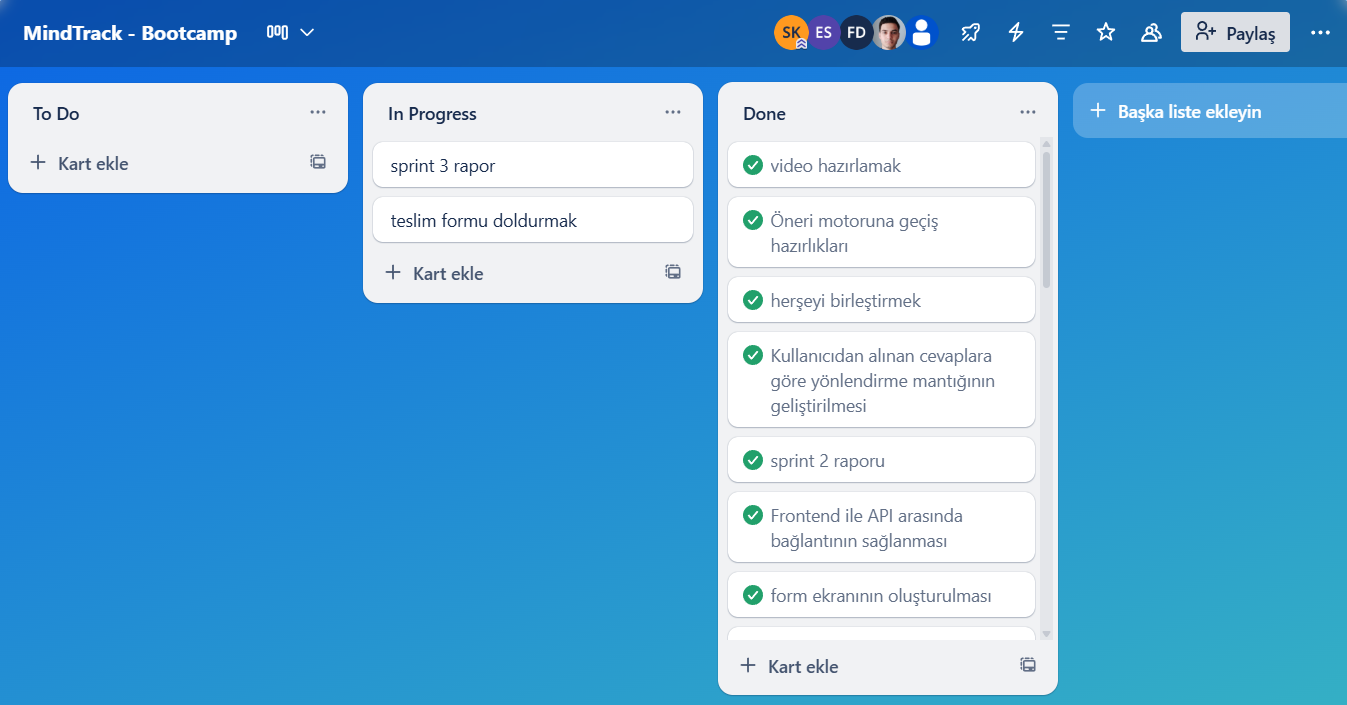 MindTrack - Bootcamp
SK
ES
FD
Paylaş
To Do
Kart ekle
In Progress
sprint 3 rapor
teslim formu doldurmak
Kart ekle
Done
video hazırlamak
Öneri motoruna geçiş
hazırlıkları
herşeyi birleştirmek
Kullanıcıdan alınan cevaplara
göre yönlendirme mantığının
geliştirilmesi
sprint 2 raporu
Frontend ile API arasında
bağlantının sağlanması
form ekranının oluşturulması
Kart ekle
Başka liste ekleyin